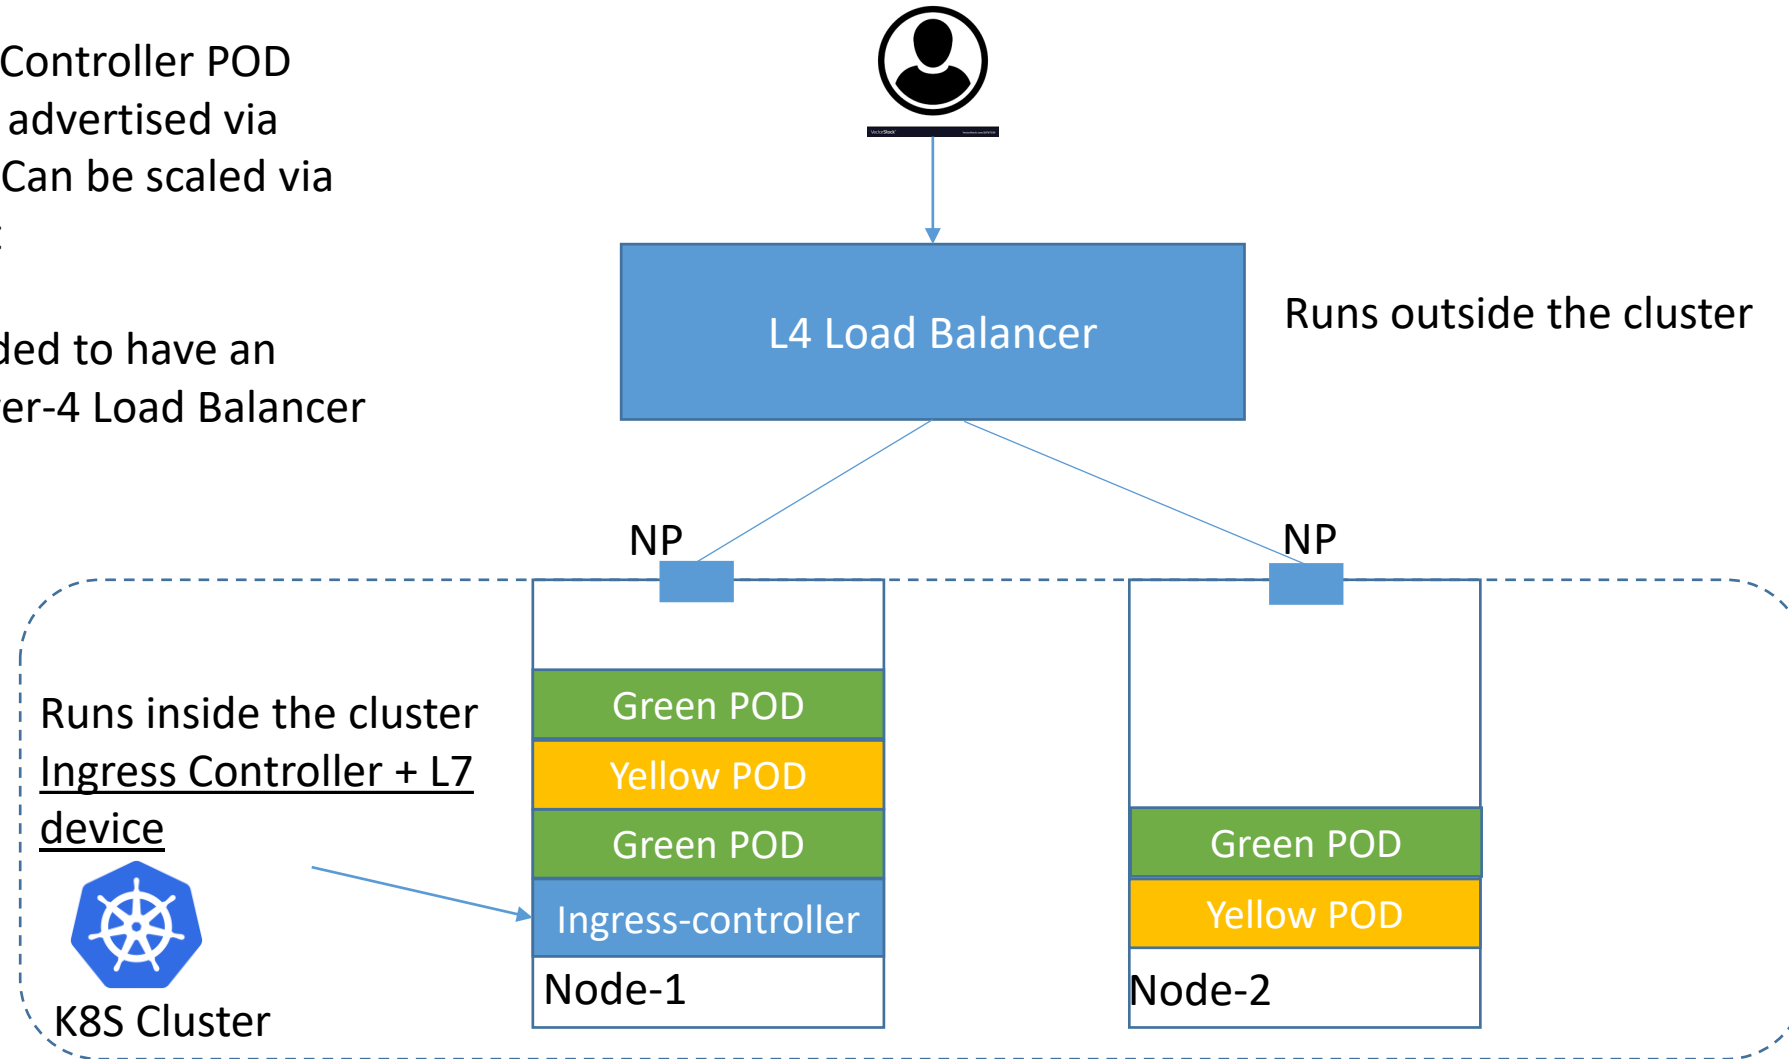 Controller POD
advertised via
Can be scaled via
ded to have an
er-4 Load Balancer
VectorStock
L4 Load Balancer
Runs outside the cluster
NP
NP
Runs inside the cluster
Ingress Controller + L7
device
K8S Cluster
Green POD
Yellow POD
Green POD
Ingress-controller
Node-1
Green POD
Yellow POD
Node-2